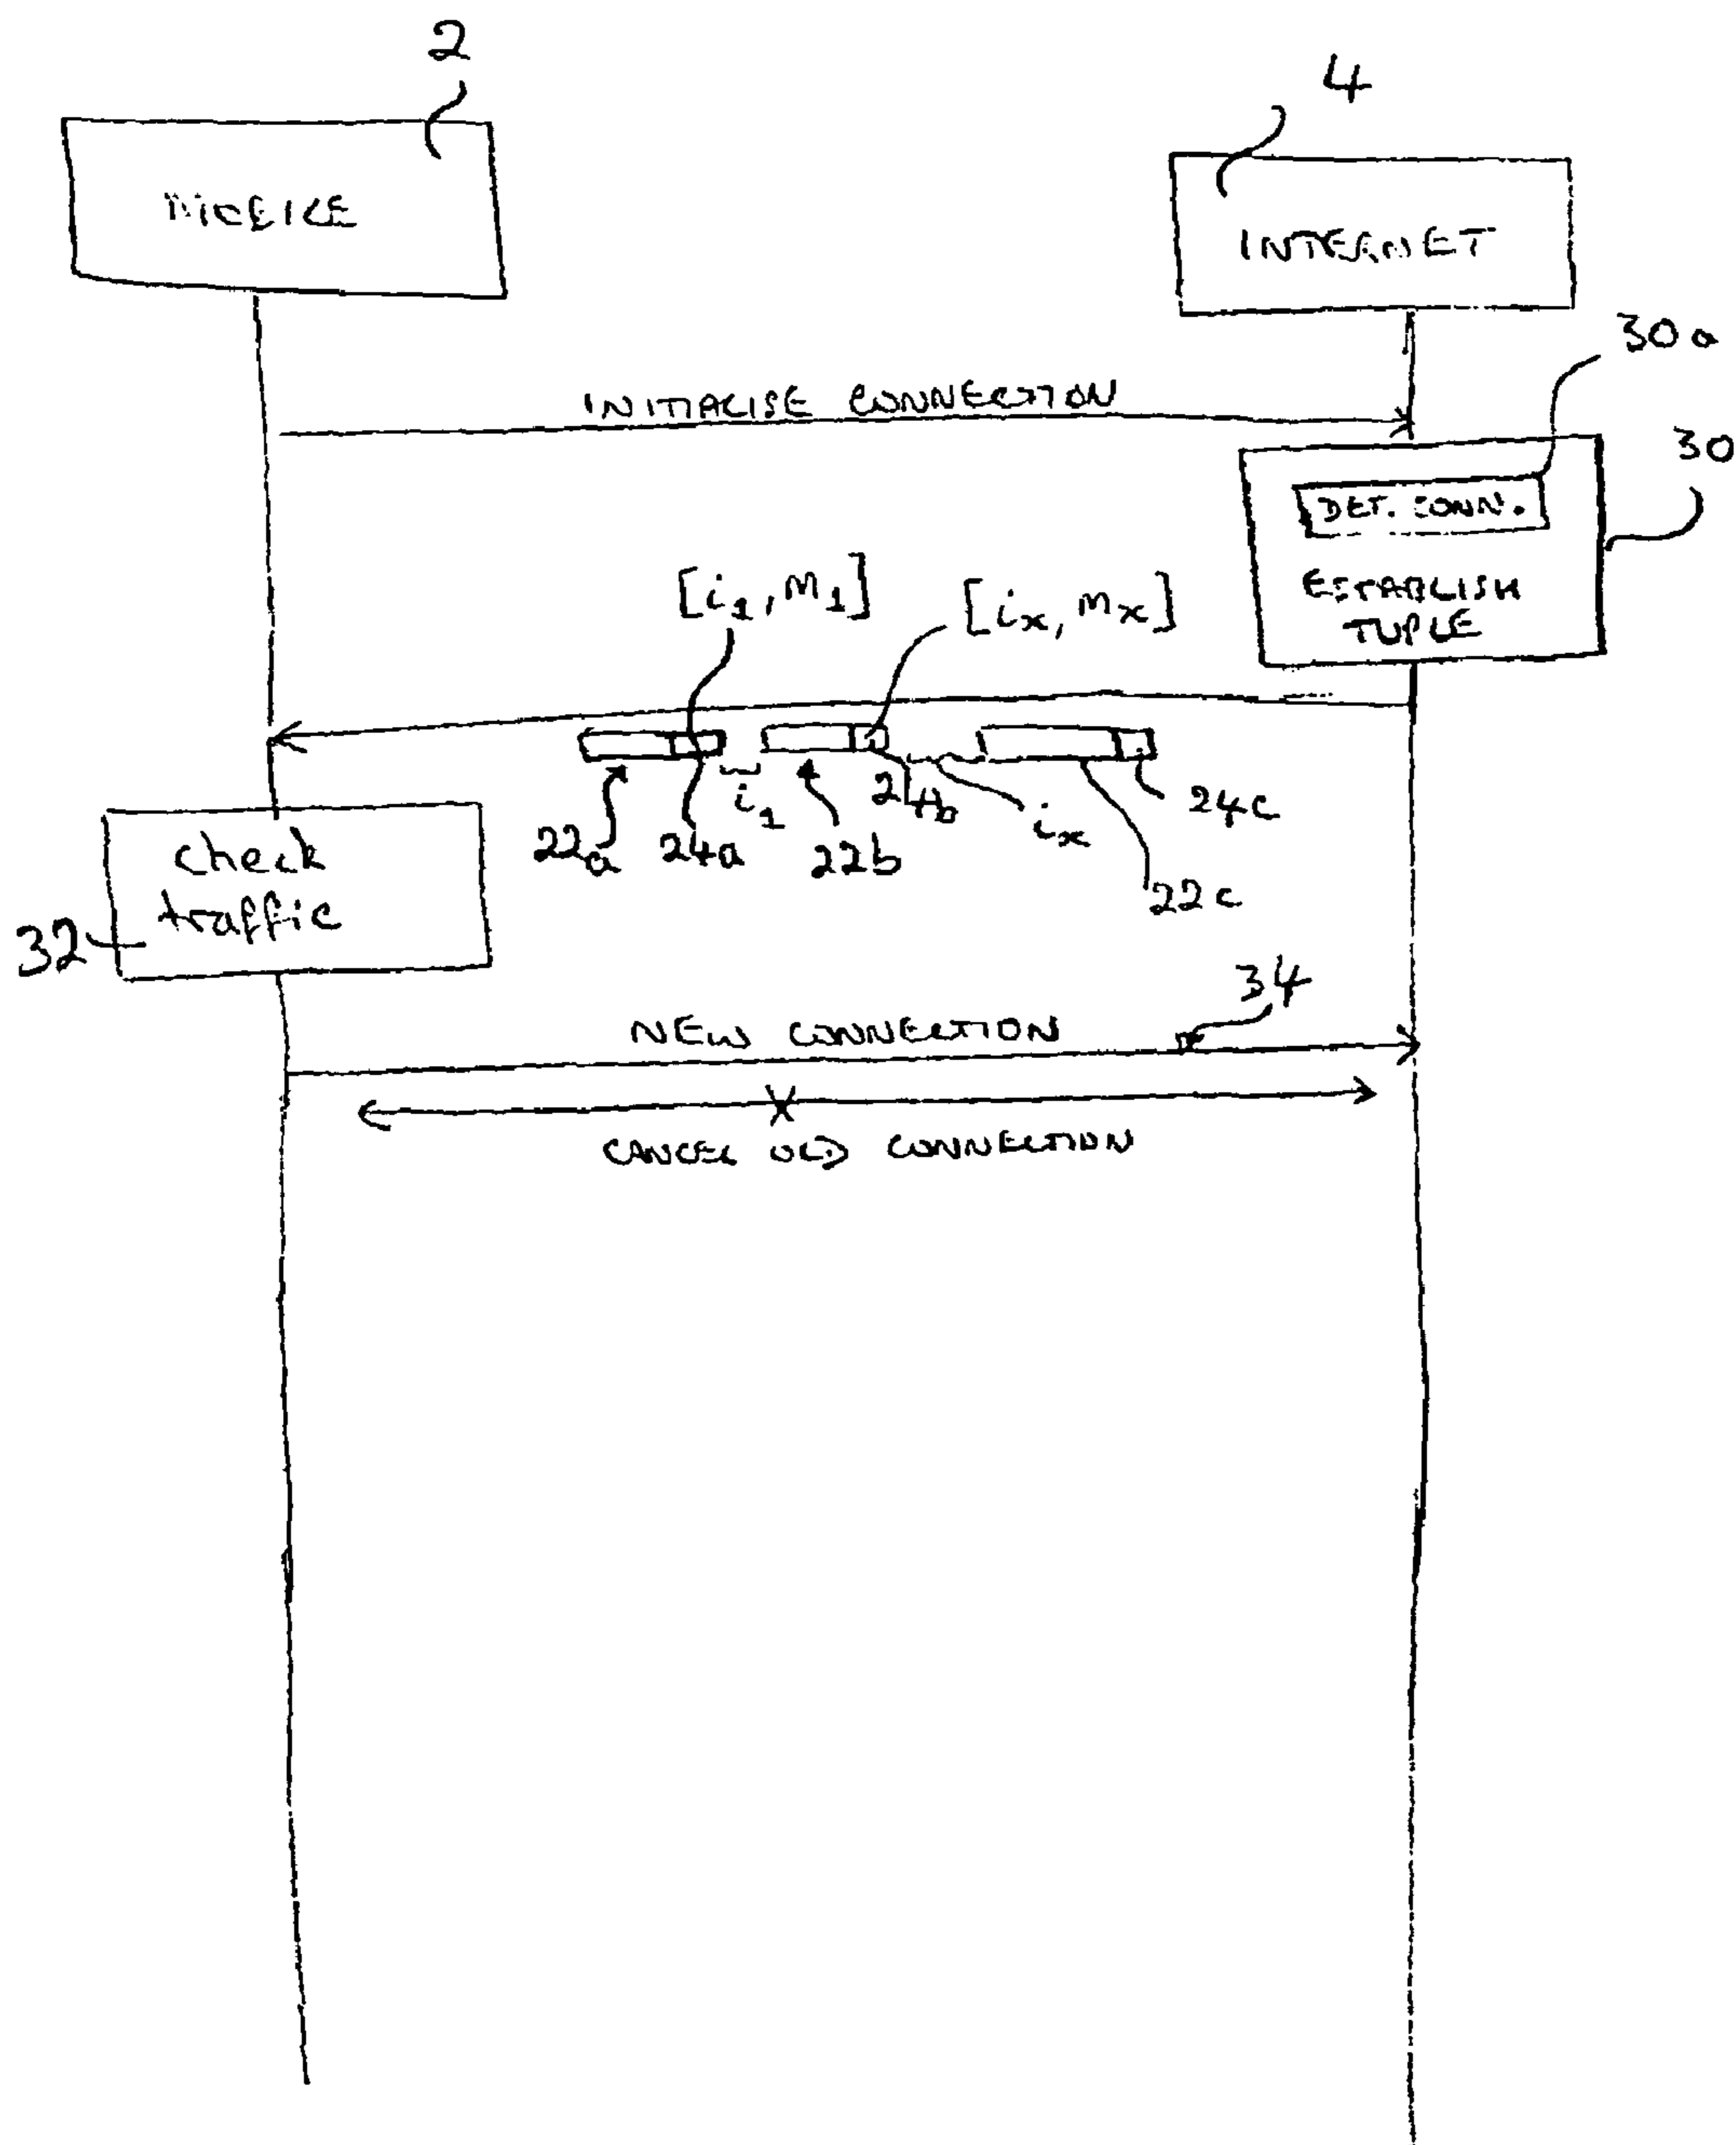 2
4
MOBILE
INTERNET
30a
INITIALISE CONNECTION
30
DET. CONN.
ESTABLISH
TUPLE
[i₁, m₁]
[iₓ, mₓ]
i₁
24b
iₓ
24c
22a
24a
22b
22c
check
traffic
32
34
NEW CONNECTION
CANCEL OLD CONNECTION